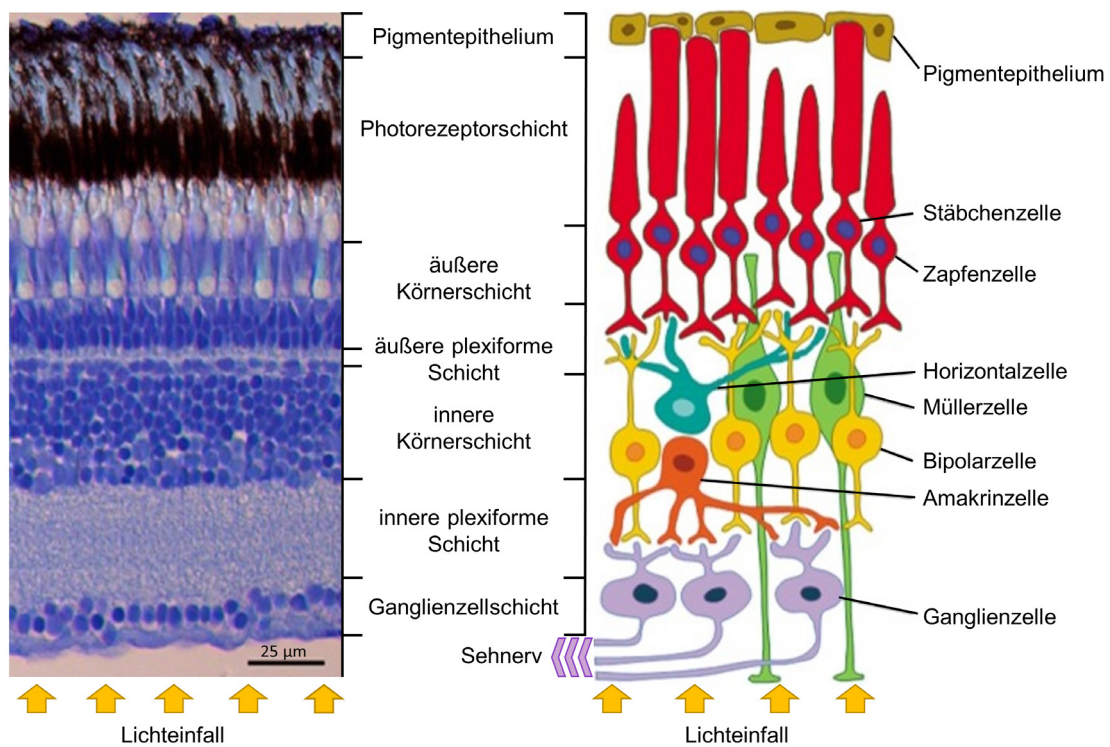 Pigmentepithelium
Photorezeptorschicht
äußere
Körnerschicht
äußere plexiforme
Schicht
innere
Körnerschicht
innere plexiforme
Schicht
Ganglienzellschicht
Sehnerv
25 µm
Lichteinfall
Pigmentepithelium
Stäbchenzelle
Zapfenzelle
Horizontalzelle
Müllerzelle
Bipolarzelle
Amakrinzelle
Ganglienzelle
Lichteinfall